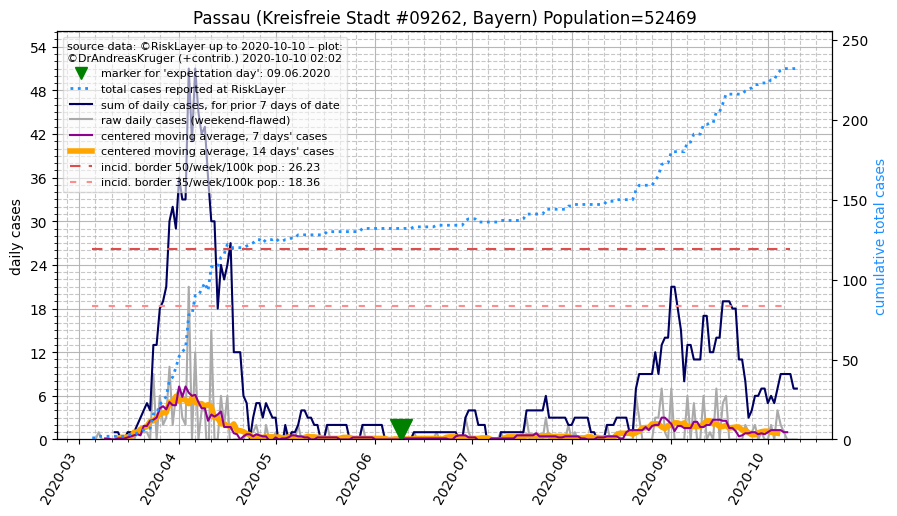 Passau (Kreisfreie Stadt #09262, Bayern) Population=52469
source data: ©RiskLayer up to 2020-10-10 – plot:
©DrAndreasKruger (+contrib.) 2020-10-10 02:02
marker for 'expectation day': 09.06.2020
total cases reported at RiskLayer
sum of daily cases, for prior 7 days of date
raw daily cases (weekend-flawed)
centered moving average, 7 days' cases
centered moving average, 14 days' cases
incid. border 50/week/100k pop.: 26.23
incid. border 35/week/100k pop.: 18.36
daily cases
54
48
42
36
30
24
18
12
6
0
cumulative total cases
250
200
150
100
50
0
2020-03
2020-04
2020-05
2020-06
2020-07
2020-08
2020-09
2020-10